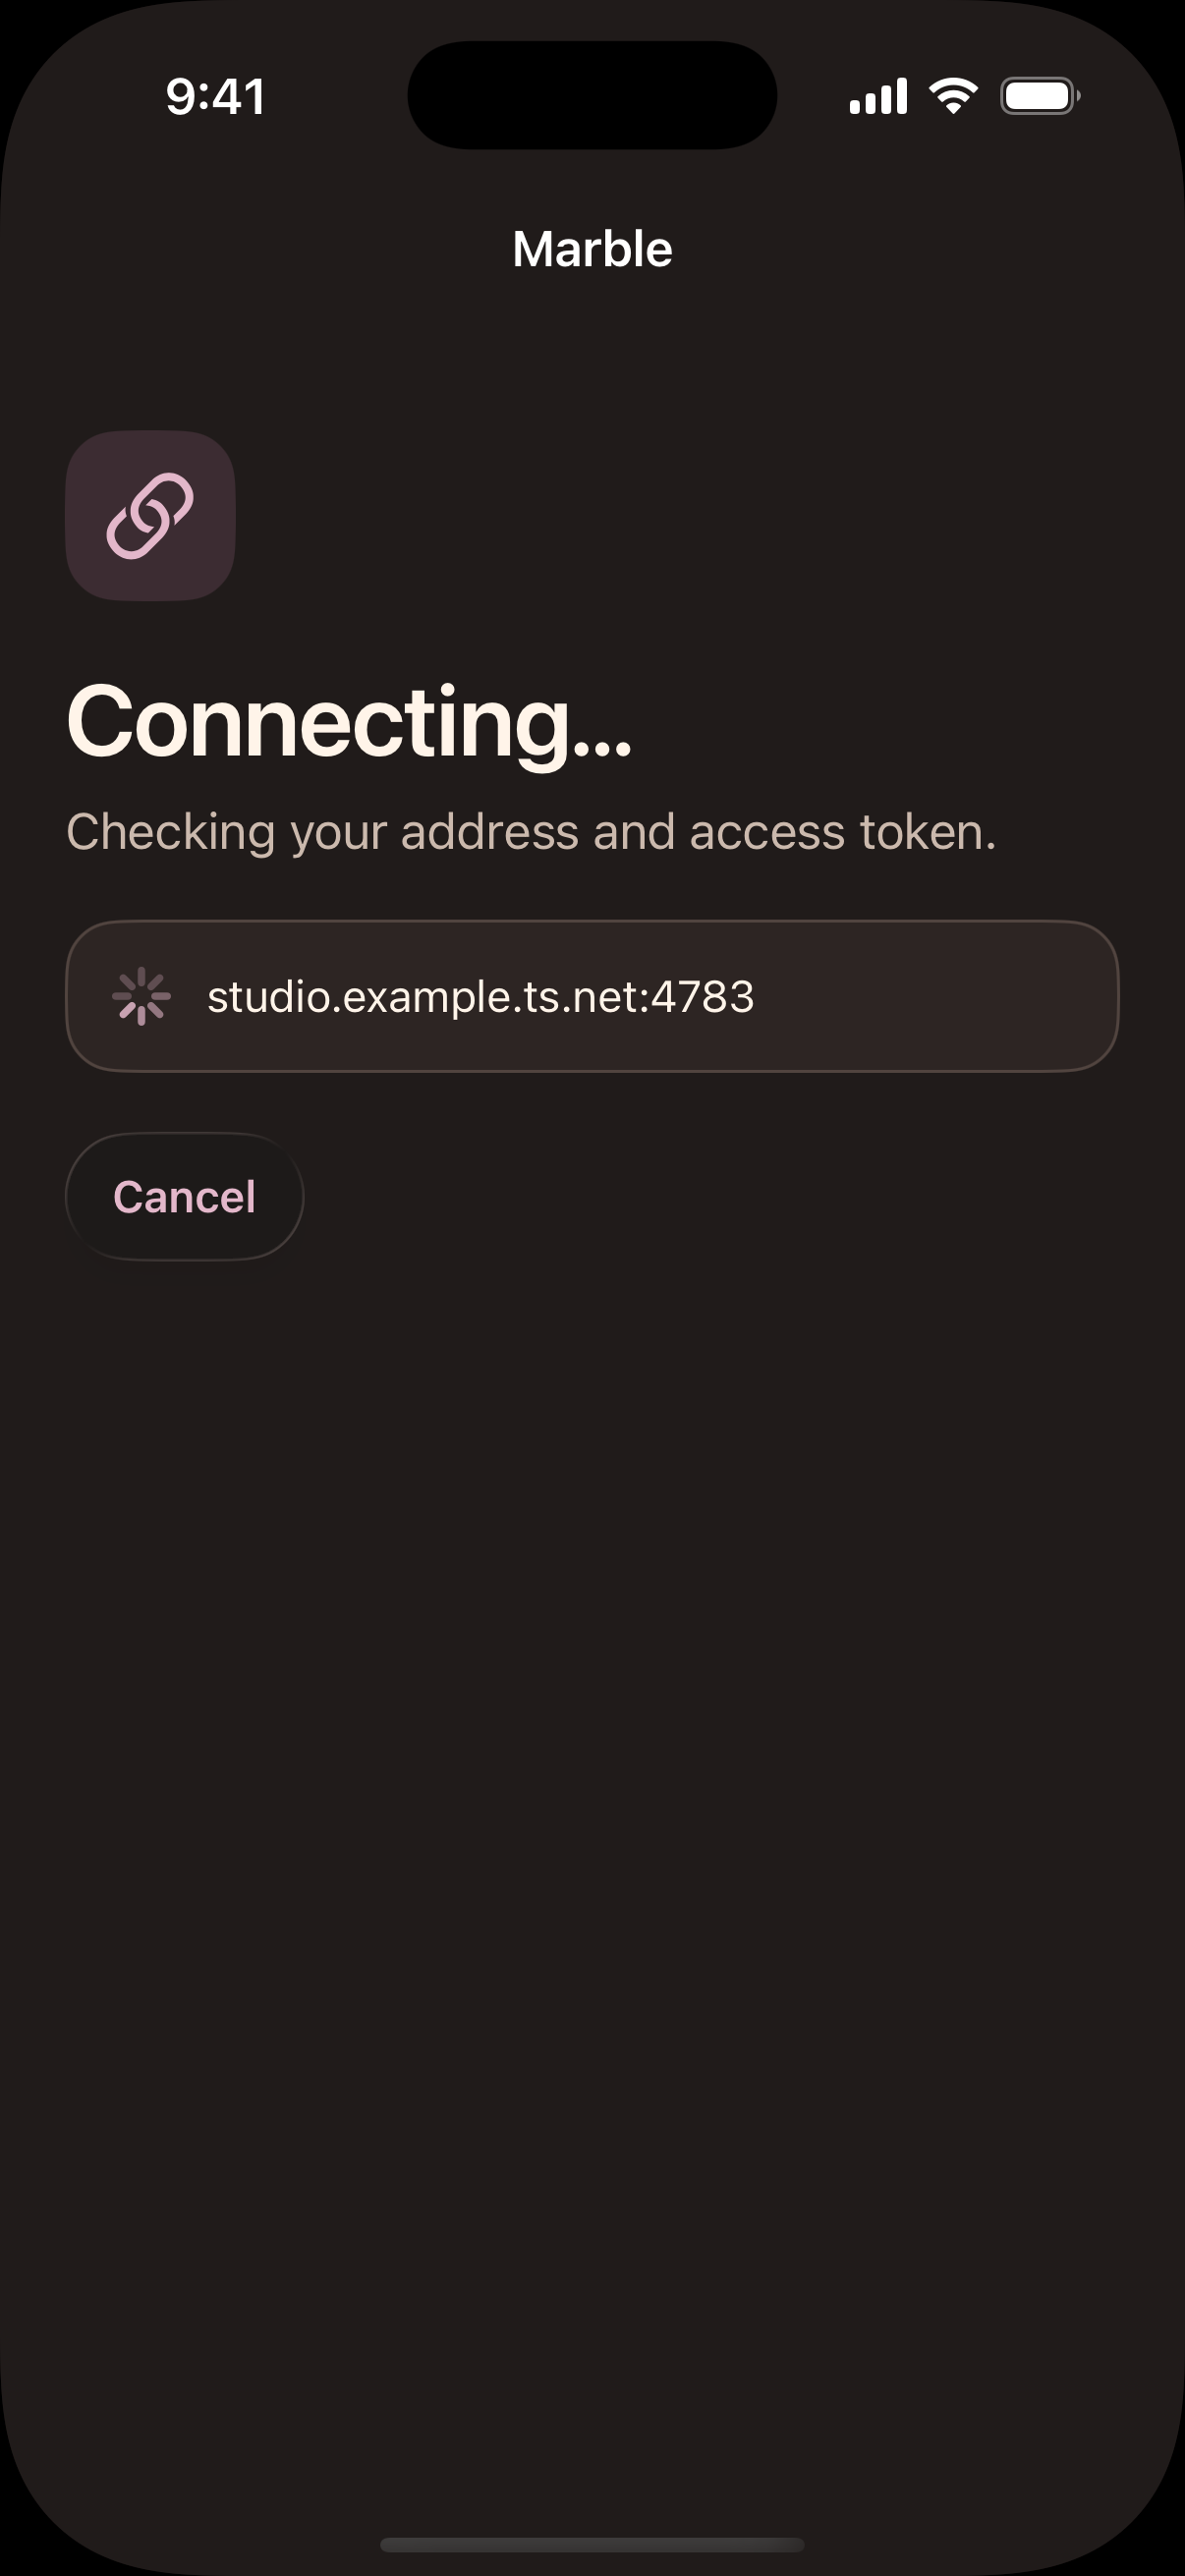 9:41
Marble
Connecting...
Checking your address and access token.
studio.example.ts.net:4783
Cancel